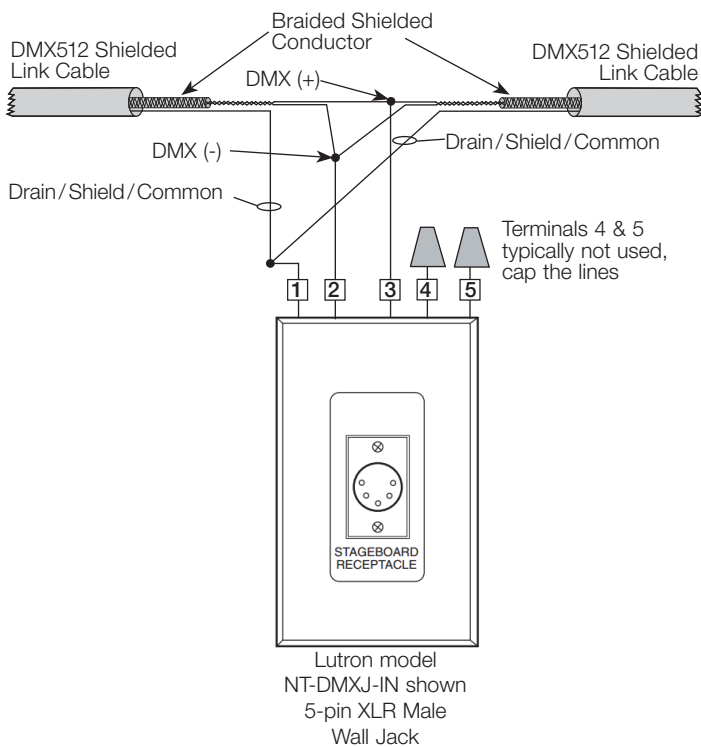 Braided Shielded
Conductor
DMX512 Shielded
Link Cable
DMX512 Shielded
Link Cable
DMX (+)
DMX (-)
Drain/Shield/Common
Drain/Shield/Common
Terminals 4 & 5
typically not used,
cap the lines
1 2 3 4 5
STAGEBOARD
RECEPTACLE
Lutron model
NT-DMXJ-IN shown
5-pin XLR Male
Wall Jack